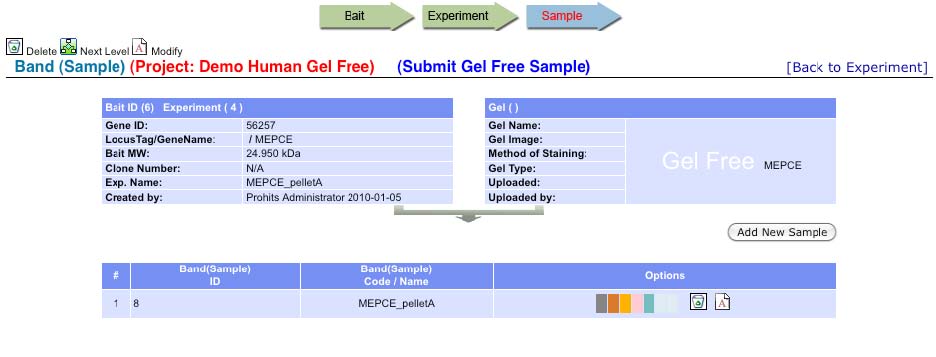 Bait Experiment Sample
Delete Next Level A Modify
Band (Sample) (Project: Demo Human Gel Free) (Submit Gel Free Sample) [Back to Experiment]
Bait ID (6) Experiment ( 4 )
Gene ID: 56257
LocusTag/GeneName: / MEPCE
Bait MW: 24.950 kDa
Clone Number: N/A
Exp. Name: MEPCE_pelletA
Created by: Prohits Administrator 2010-01-05
Gel ( )
Gel Name:
Gel Image:
Method of Staining:
Gel Type:
Uploaded:
Uploaded by:
Gel Free MEPCE
Add New Sample
# Band(Sample) ID Band(Sample) Code / Name Options
1 8 MEPCE_pelletA A